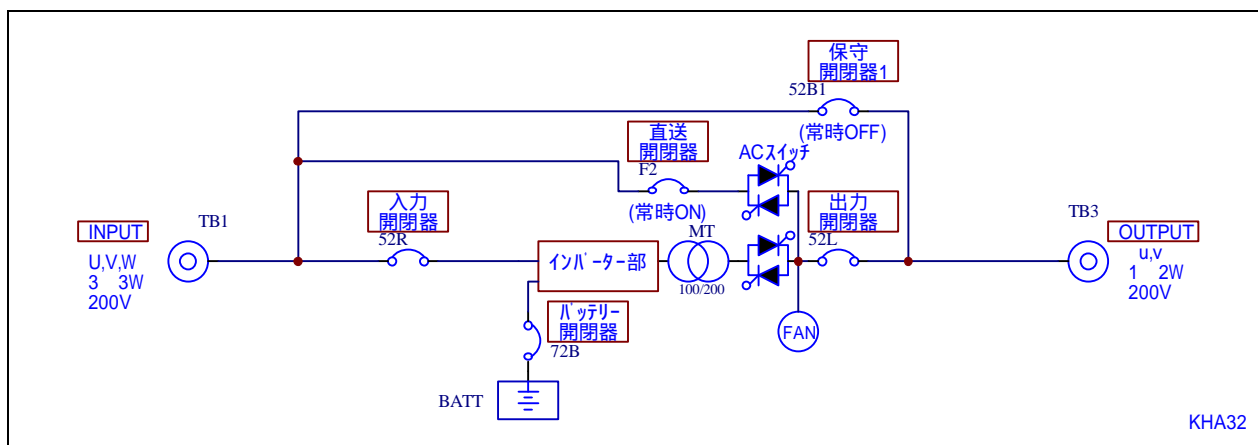 保守
開閉器1
52B1
(常時OFF)
直送
開閉器
F2
(常時ON)
ACスイッチ
入力
開閉器
52R
出力
開閉器
52L
TB1
INPUT
U,V,W
3 3W
200V
TB3
OUTPUT
u,v
1 2W
200V
インバーター部
MT
100/200
FAN
バッテリー
開閉器
72B
BATT
KHA32